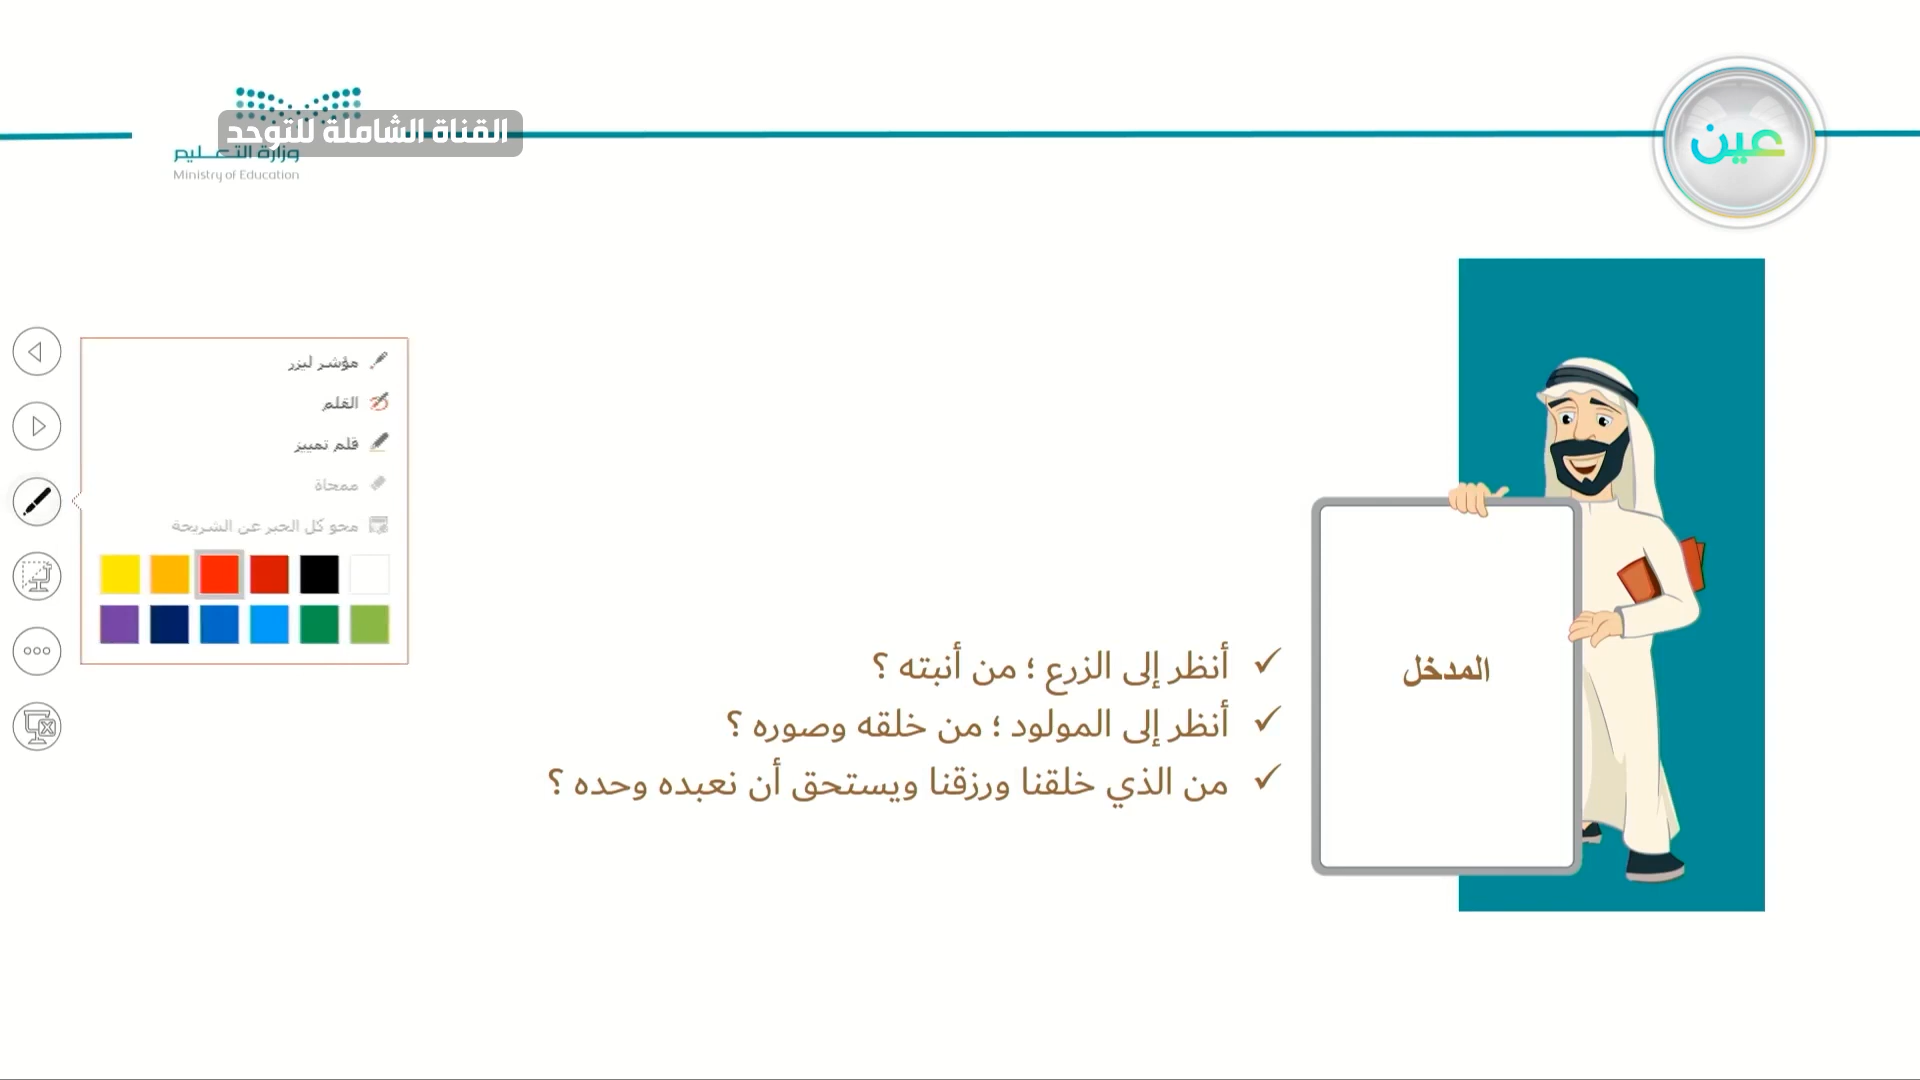 القناة الشاملة للتوحد
وزارة التعليم
Ministry of Education
عين
مؤشر ليزر
القلم
قلم تمييز
ممحاة
محو كل الحبر عن الشريحة
المدخل
أنظر إلى الزرع ؛ من أنبته ؟
أنظر إلى المولود ؛ من خلقه وصوره ؟
من الذي خلقنا ورزقنا ويستحق أن نعبده وحده ؟